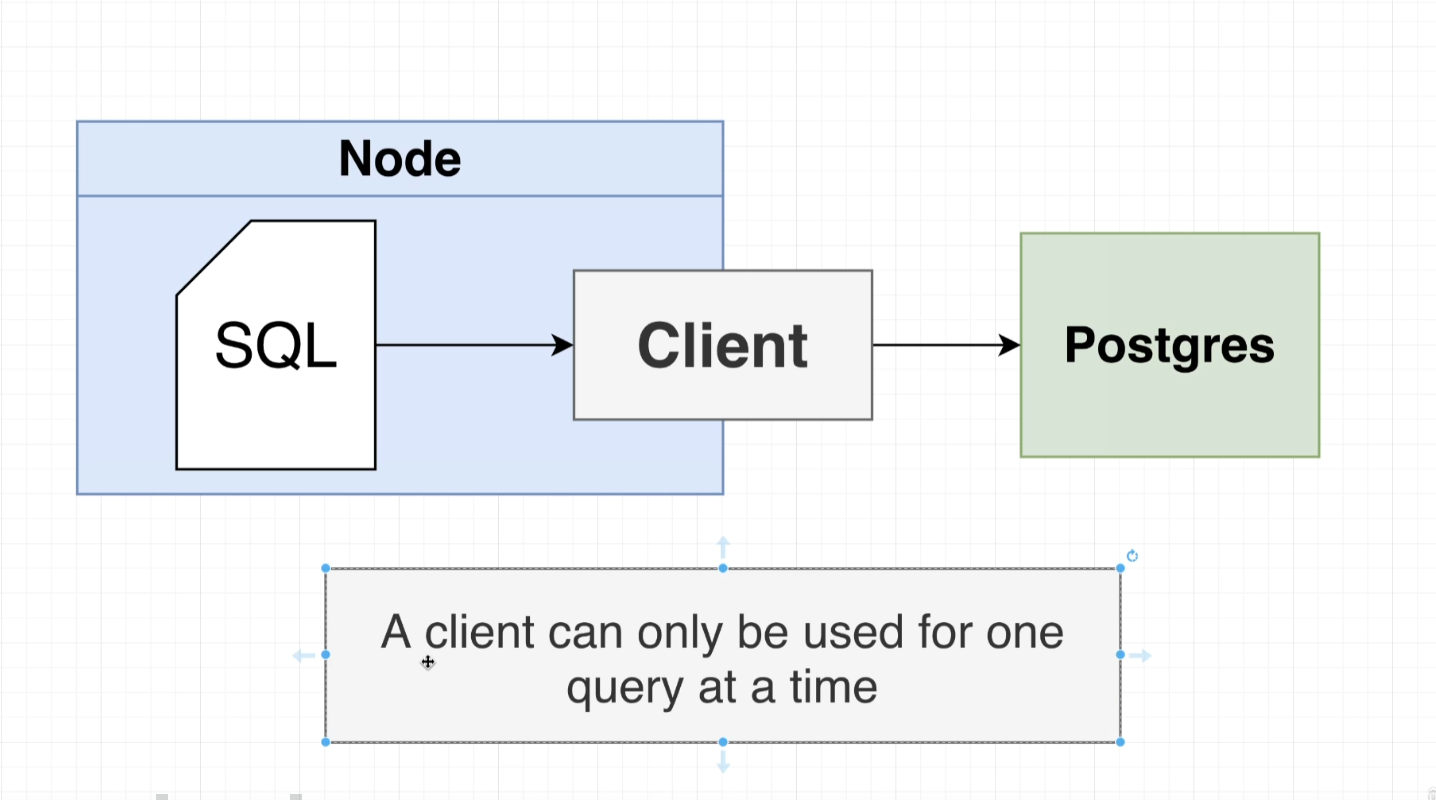 Node
SQL
Client
Postgres
A client can only be used for one
query at a time